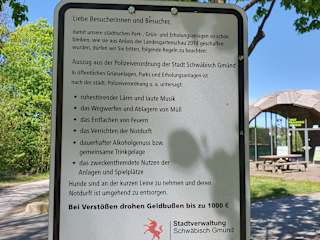 Liebe Besucherinnen und Besucher,
damit unsere städtischen Park-, Grün- und Erholungsanlagen so schön
bleiben, wie sie aus Anlass der Landesgartenschau 2014 geschaffen
wurden, dürfen wir Sie bitten, folgende Regeln zu beachten:
Auszug aus der Polizeiverordnung der Stadt Schwäbisch Gmünd
In öffentlichen Grünanlagen, Parks und Erholungsanlagen ist
nach der städt. Polizeiverordnung u. a. untersagt:
• ruhestörender Lärm und laute Musik
• das Wegwerfen und Ablagern von Müll
• das Entfachen von Feuern
• das Verrichten der Notdurft
• dauerhafter Alkoholgenuss bzw.
gemeinsame Trinkgelage
• das zweckentfremdete Nutzen der
Anlagen und Spielplätze
Hunde sind an der kurzen Leine zu nehmen und deren
Notdurft ist umgehend zu entsorgen.
Bei Verstößen drohen Geldbußen bis zu 1000 €
Stadtverwaltung
Schwäbisch Gmünd